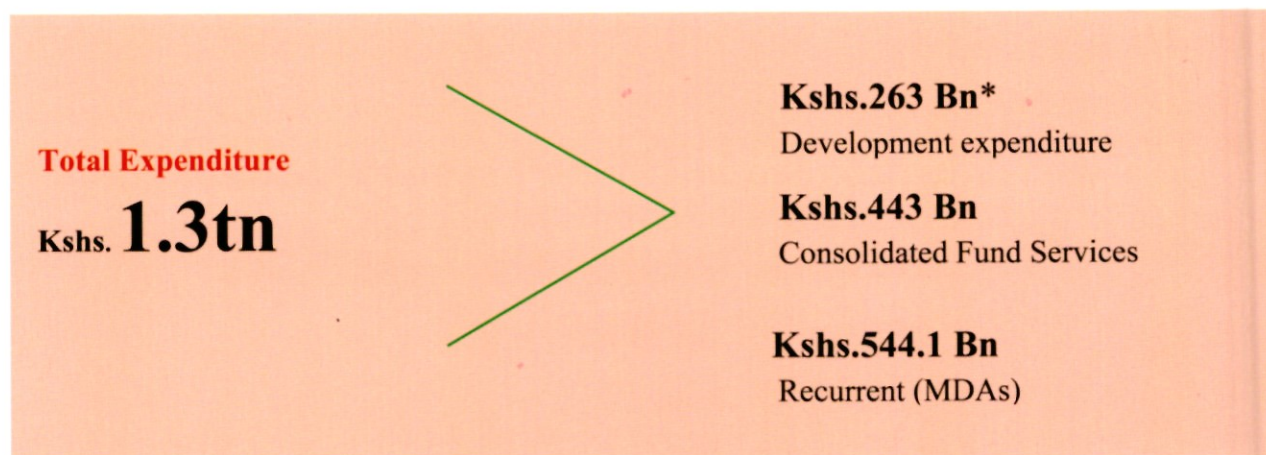 Total Expenditure
Kshs. 1.3tn
Kshs.263 Bn*
Development expenditure
Kshs.443 Bn
Consolidated Fund Services
Kshs.544.1 Bn
Recurrent (MDAs)